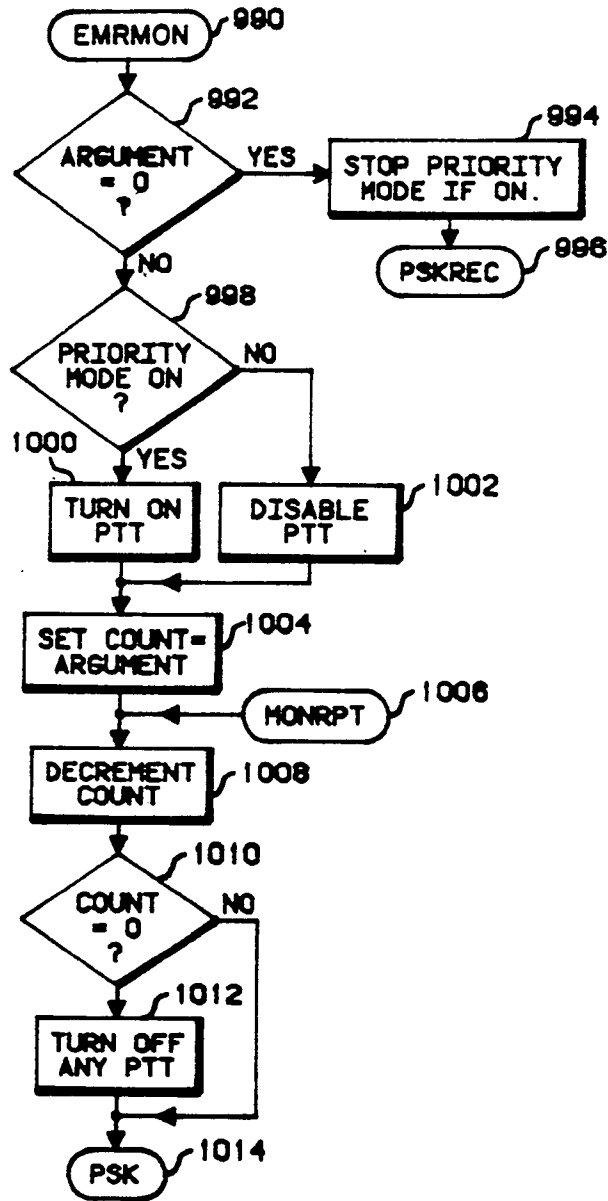 EMRMON
990
992
ARGUMENT
= 0
?
YES
994
STOP PRIORITY
MODE IF ON.
996
PSKREC
NO
998
PRIORITY
MODE ON
?
NO
1000
YES
TURN ON
PTT
1002
DISABLE
PTT
1004
SET COUNT=
ARGUMENT
1006
MONRPT
DECREMENT
COUNT
1008
1010
COUNT
= 0
?
NO
1012
TURN OFF
ANY PTT
PSK
1014